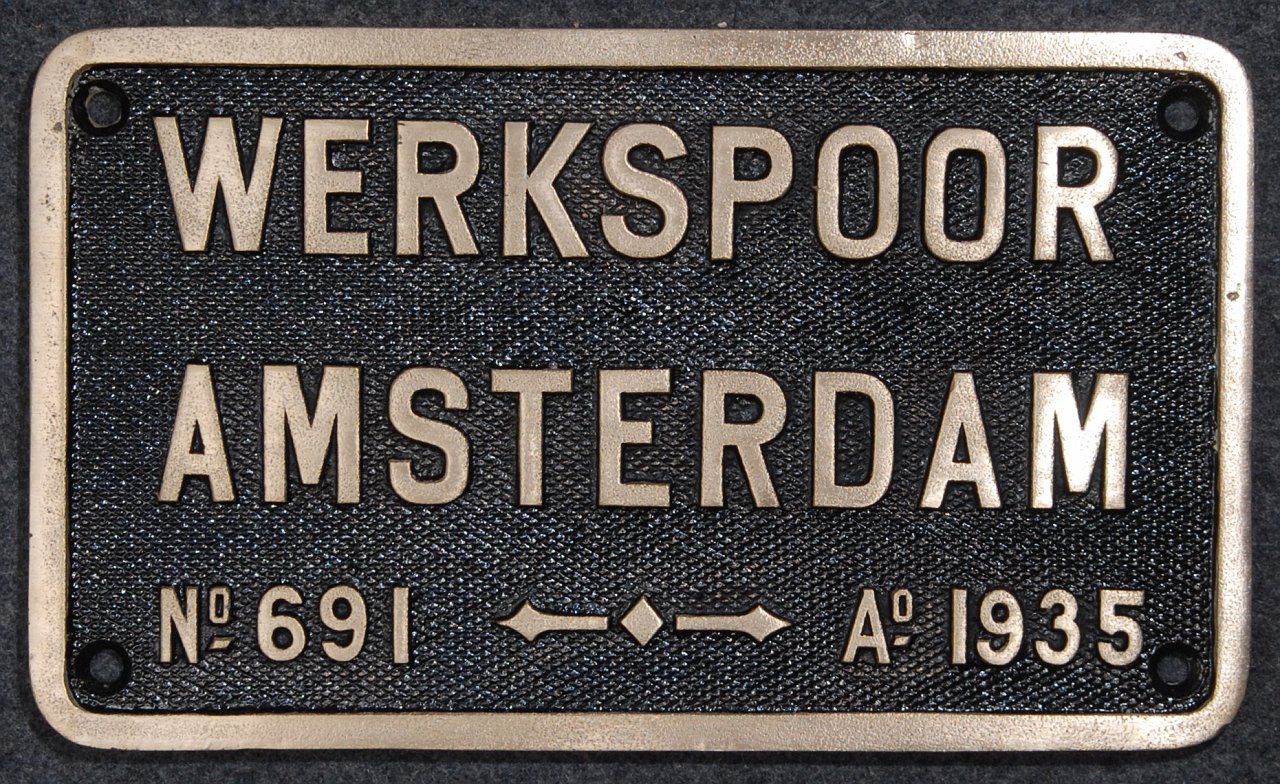 WERKSPOOR
AMSTERDAM
Nº 691 Aº 1935